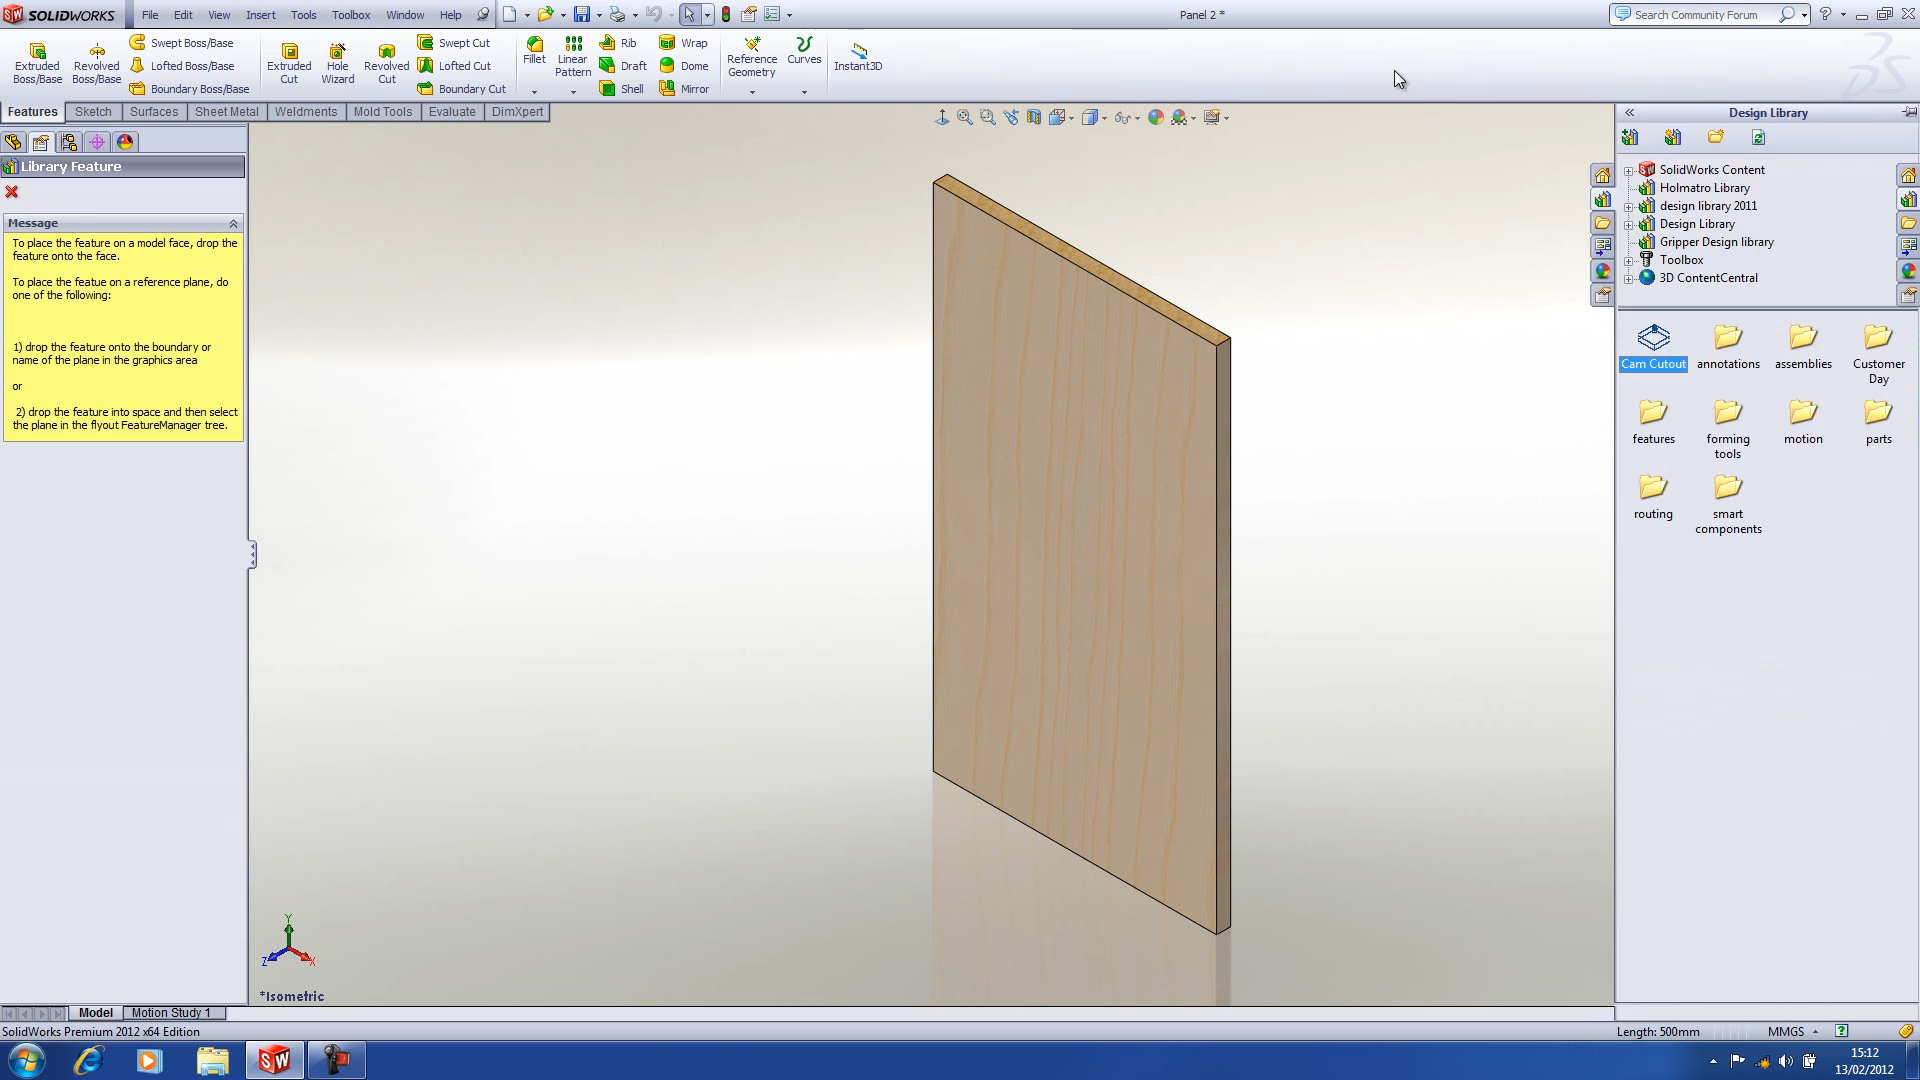 SOLIDWORKS File Edit View Insert Tools Toolbox Window Help Panel 2 * Search Community Forum
Extruded Boss/Base
Revolved Boss/Base
Swept Boss/Base
Lofted Boss/Base
Boundary Boss/Base
Extruded Cut
Hole Wizard
Revolved Cut
Swept Cut
Lofted Cut
Boundary Cut
Fillet
Linear Pattern
Rib
Draft
Shell
Wrap
Dome
Mirror
Reference Geometry
Curves
Instant3D
Features Sketch Surfaces Sheet Metal Weldments Mold Tools Evaluate DimXpert
Library Feature
Message
To place the feature on a model face, drop the
feature onto the face.
To place the featue on a reference plane, do
one of the following:
1) drop the feature onto the boundary or
name of the plane in the graphics area
or
2) drop the feature into space and then select
the plane in the flyout FeatureManager tree.
Y
Z
X
*Isometric
Design Library
SolidWorks Content
Holmatro Library
design library 2011
Design Library
Gripper Design library
Toolbox
3D ContentCentral
Cam Cutout annotations assemblies Customer Day
features forming tools motion parts
routing smart components
Model Motion Study 1
SolidWorks Premium 2012 x64 Edition Length: 500mm MMGS
15:12
13/02/2012